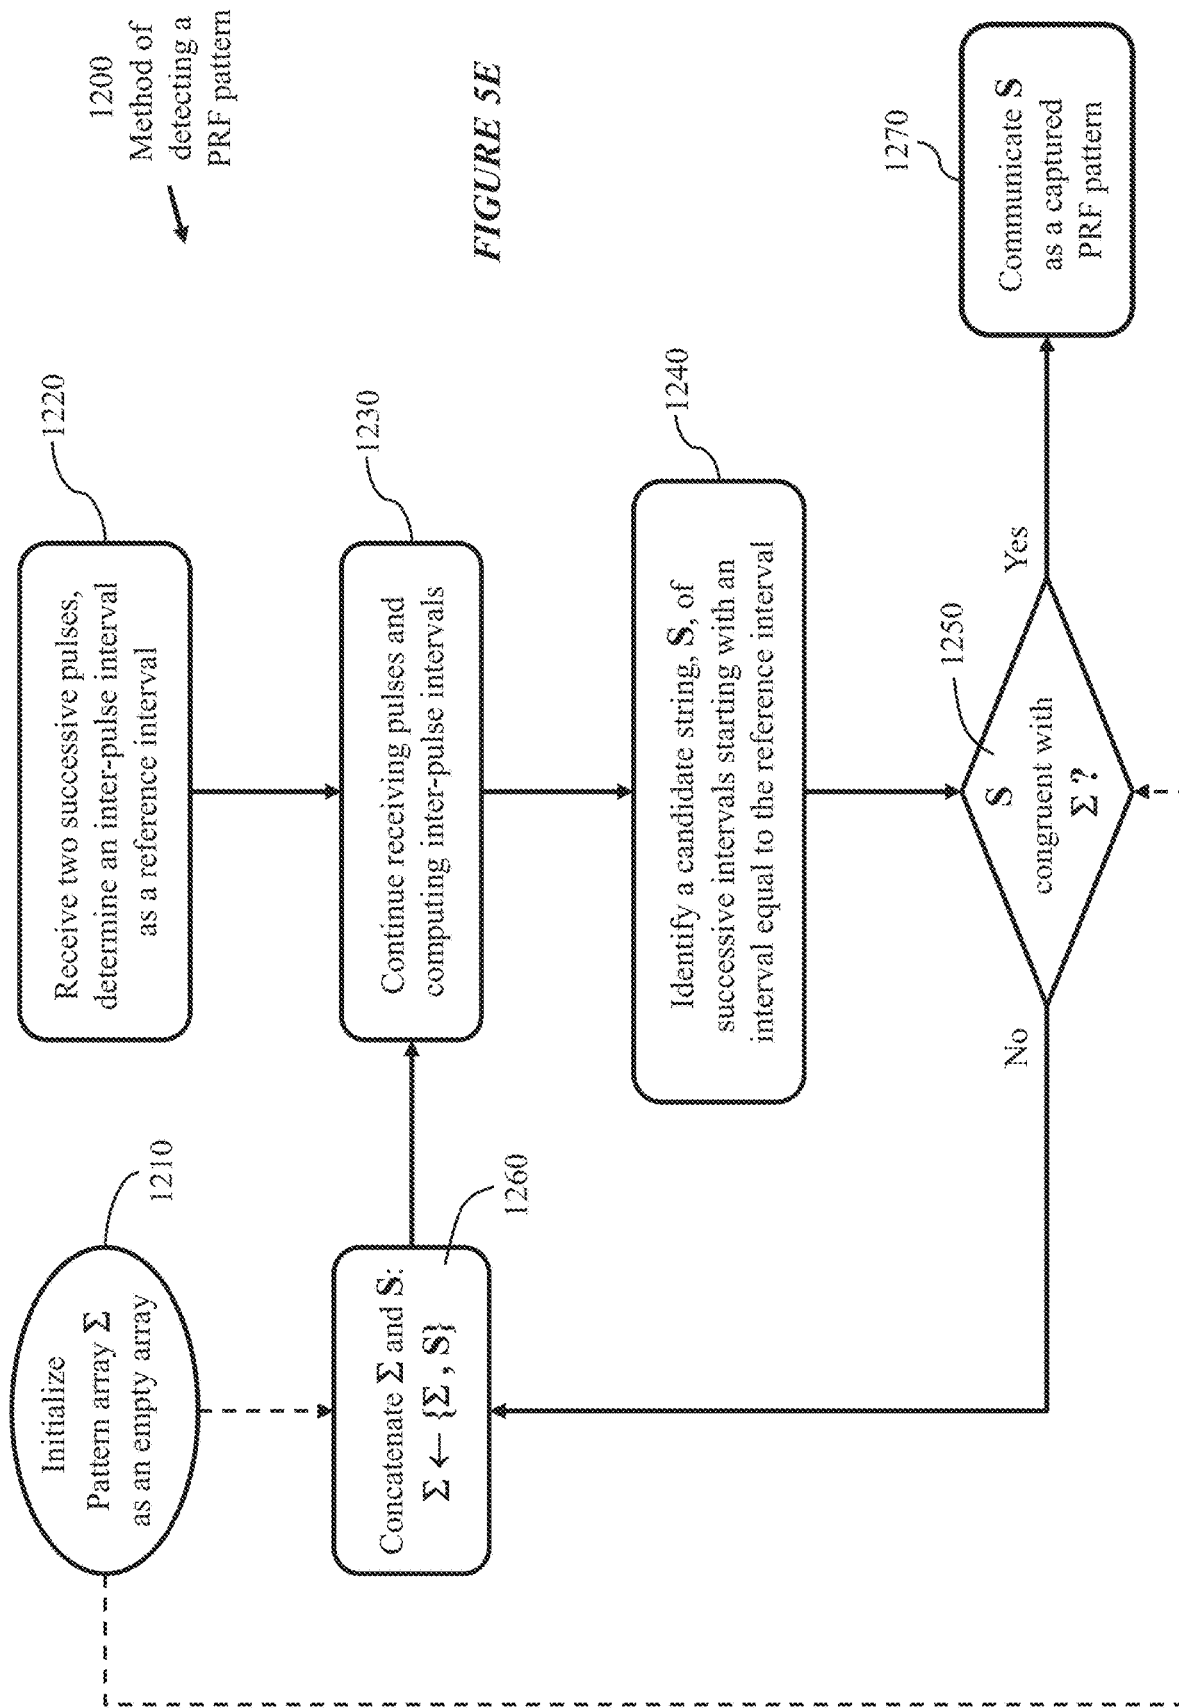 1200
Method of
detecting a
PRF pattern
FIGURE 5E
1210
Initialize
Pattern array Σ
as an empty array
1220
Receive two successive pulses,
determine an inter-pulse interval
as a reference interval
1260
Concatenate Σ and S:
Σ ← {Σ , S}
1230
Continue receiving pulses and
computing inter-pulse intervals
1240
Identify a candidate string, S, of
successive intervals starting with an
interval equal to the reference interval
1250
S
congruent with
Σ ?
No
Yes
1270
Communicate S
as a captured
PRF pattern